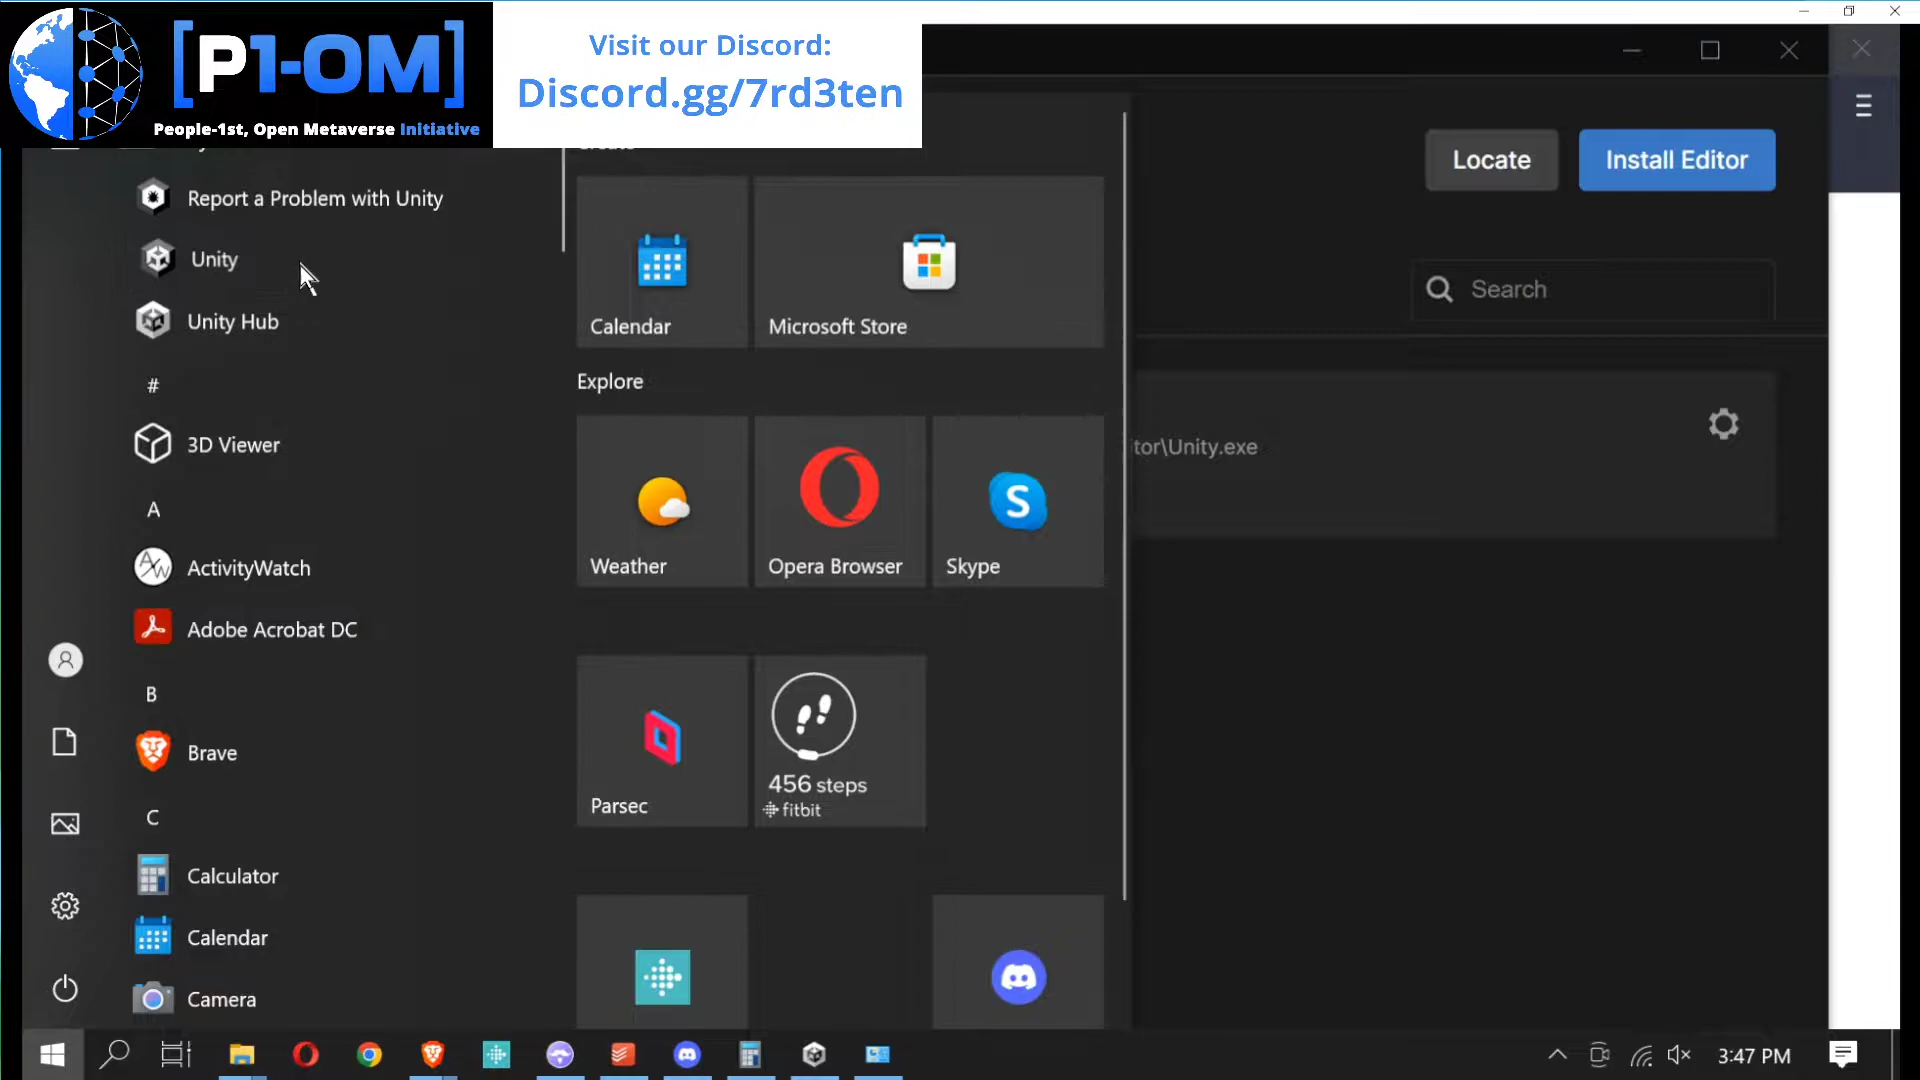 [P1-OM]
People-1st, Open Metaverse Initiative
Visit our Discord:
Discord.gg/7rd3ten
Report a Problem with Unity
Unity
Unity Hub
#
3D Viewer
A
ActivityWatch
Adobe Acrobat DC
B
Brave
C
Calculator
Calendar
Camera
Calendar
Microsoft Store
Explore
Weather
Opera Browser
Skype
Parsec
456 steps
fitbit
Locate
Install Editor
Search
tor\Unity.exe
3:47 PM